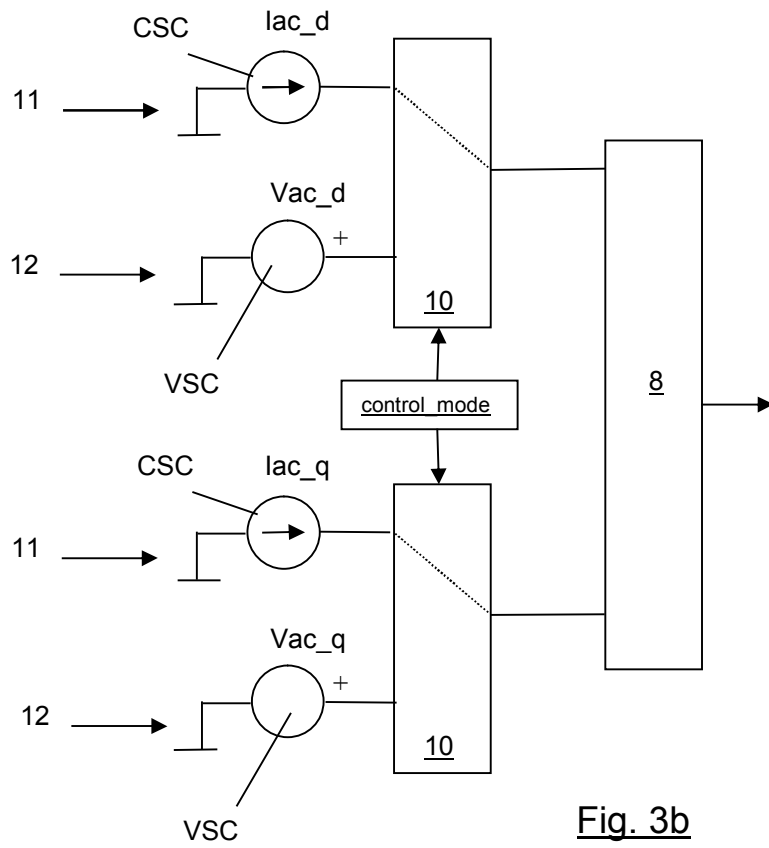 CSC
Iac_d
11
Vac_d
+
12
10
VSC
control_mode
8
CSC
Iac_q
11
Vac_q
+
12
10
VSC
Fig. 3b